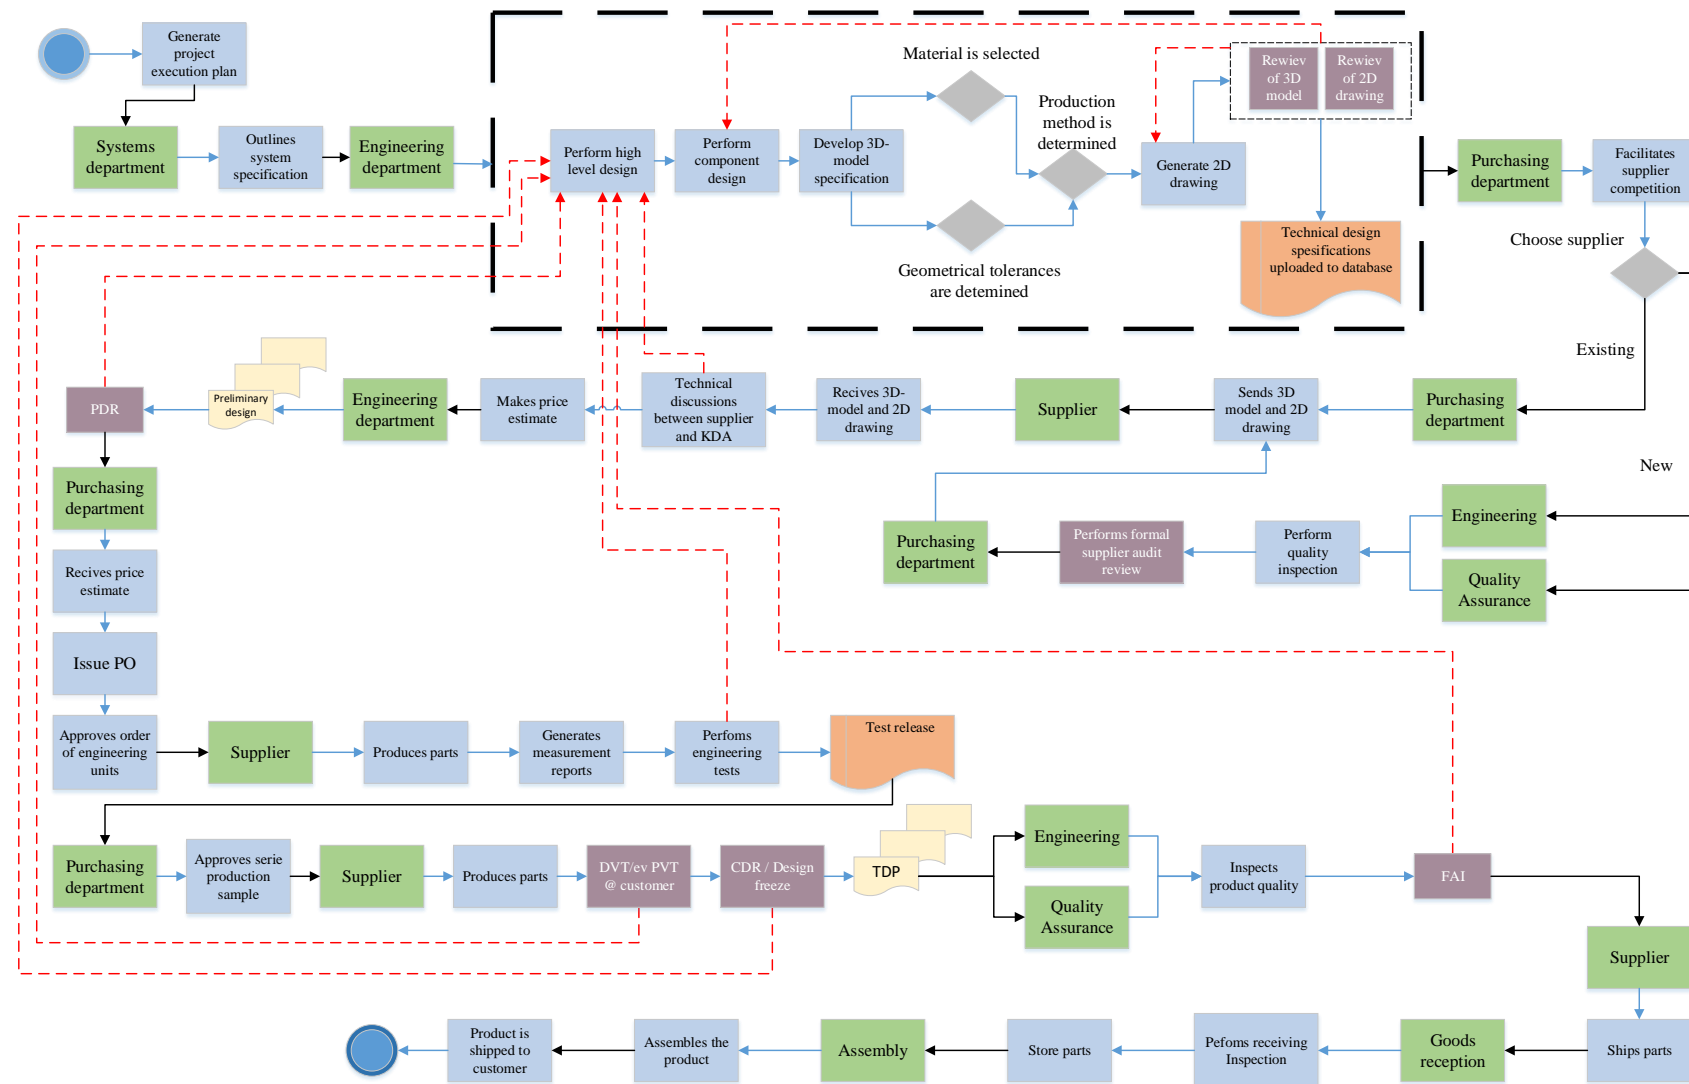 Generate
project
execution plan
Material is selected
Rewiev
of 3D
model
Rewiev
of 2D
drawing
Production
method is
determined
Systems
department
Outlines
system
specification
Engineering
department
Perform high
level design
Perform
component
design
Develop 3D-
model
specification
Generate 2D
drawing
Purchasing
department
Facilitates
supplier
competition
Technical design
spesifications
uploaded to database
Choose supplier
Geometrical tolerances
are detemined
Existing
PDR
Preliminary
design
Engineering
department
Makes price
estimate
Technical
discussions
between supplier
and KDA
Recives 3D-
model and 2D
drawing
Supplier
Sends 3D
model and 2D
drawing
Purchasing
department
New
Purchasing
department
Engineering
Purchasing
department
Performs formal
supplier audit
review
Perform
quality
inspection
Quality
Assurance
Recives price
estimate
Issue PO
Approves order
of engineering
units
Supplier
Produces parts
Generates
measurement
reports
Perfoms
engineering
tests
Test release
Purchasing
department
Approves serie
production
sample
Supplier
Produces parts
DVT/ev PVT
@ customer
CDR / Design
freeze
TDP
Engineering
Quality
Assurance
Inspects
product quality
FAI
Supplier
Product is
shipped to
customer
Assembles the
product
Assembly
Store parts
Pefoms receiving
Inspection
Goods
reception
Ships parts